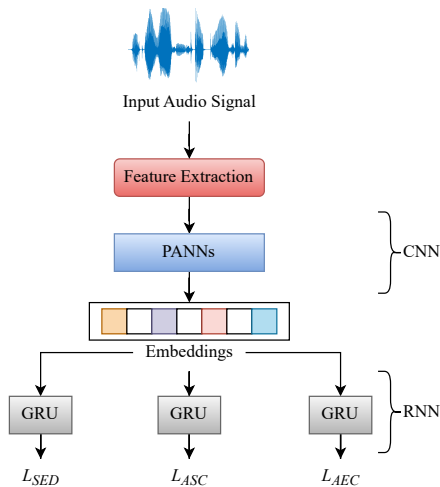 Input Audio Signal
Feature Extraction
PANNs
CNN
Embeddings
GRU GRU GRU
RNN
L_SED L_ASC L_AEC